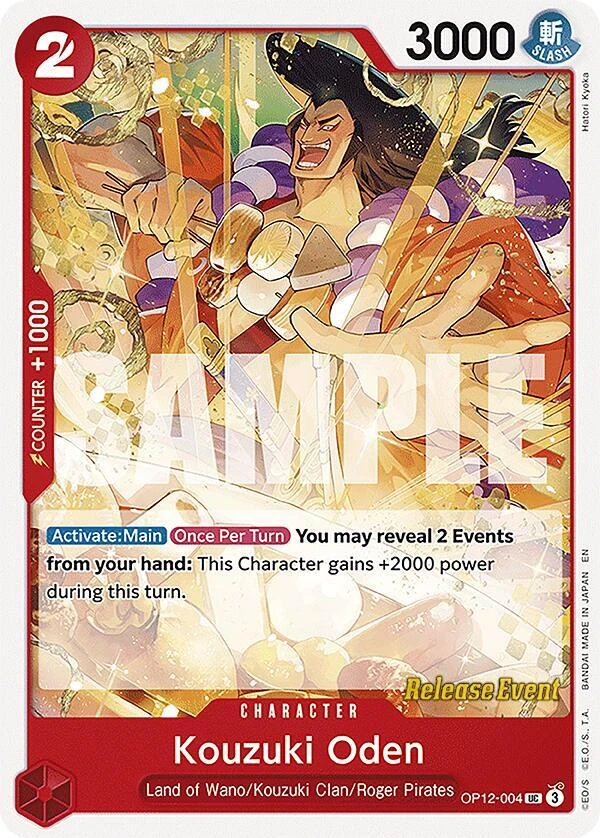 2
3000
斬
SLASH
Hatori Kyoka
COUNTER +1000
SAMPLE
Activate:Main Once Per Turn You may reveal 2 Events
from your hand: This Character gains +2000 power
during this turn.
Release Event
CHARACTER
Kouzuki Oden
Land of Wano/Kouzuki Clan/Roger Pirates
OP12-004 UC 3
©E.O/S ©E.O./S., T.A. BANDAI MADE IN JAPAN EN